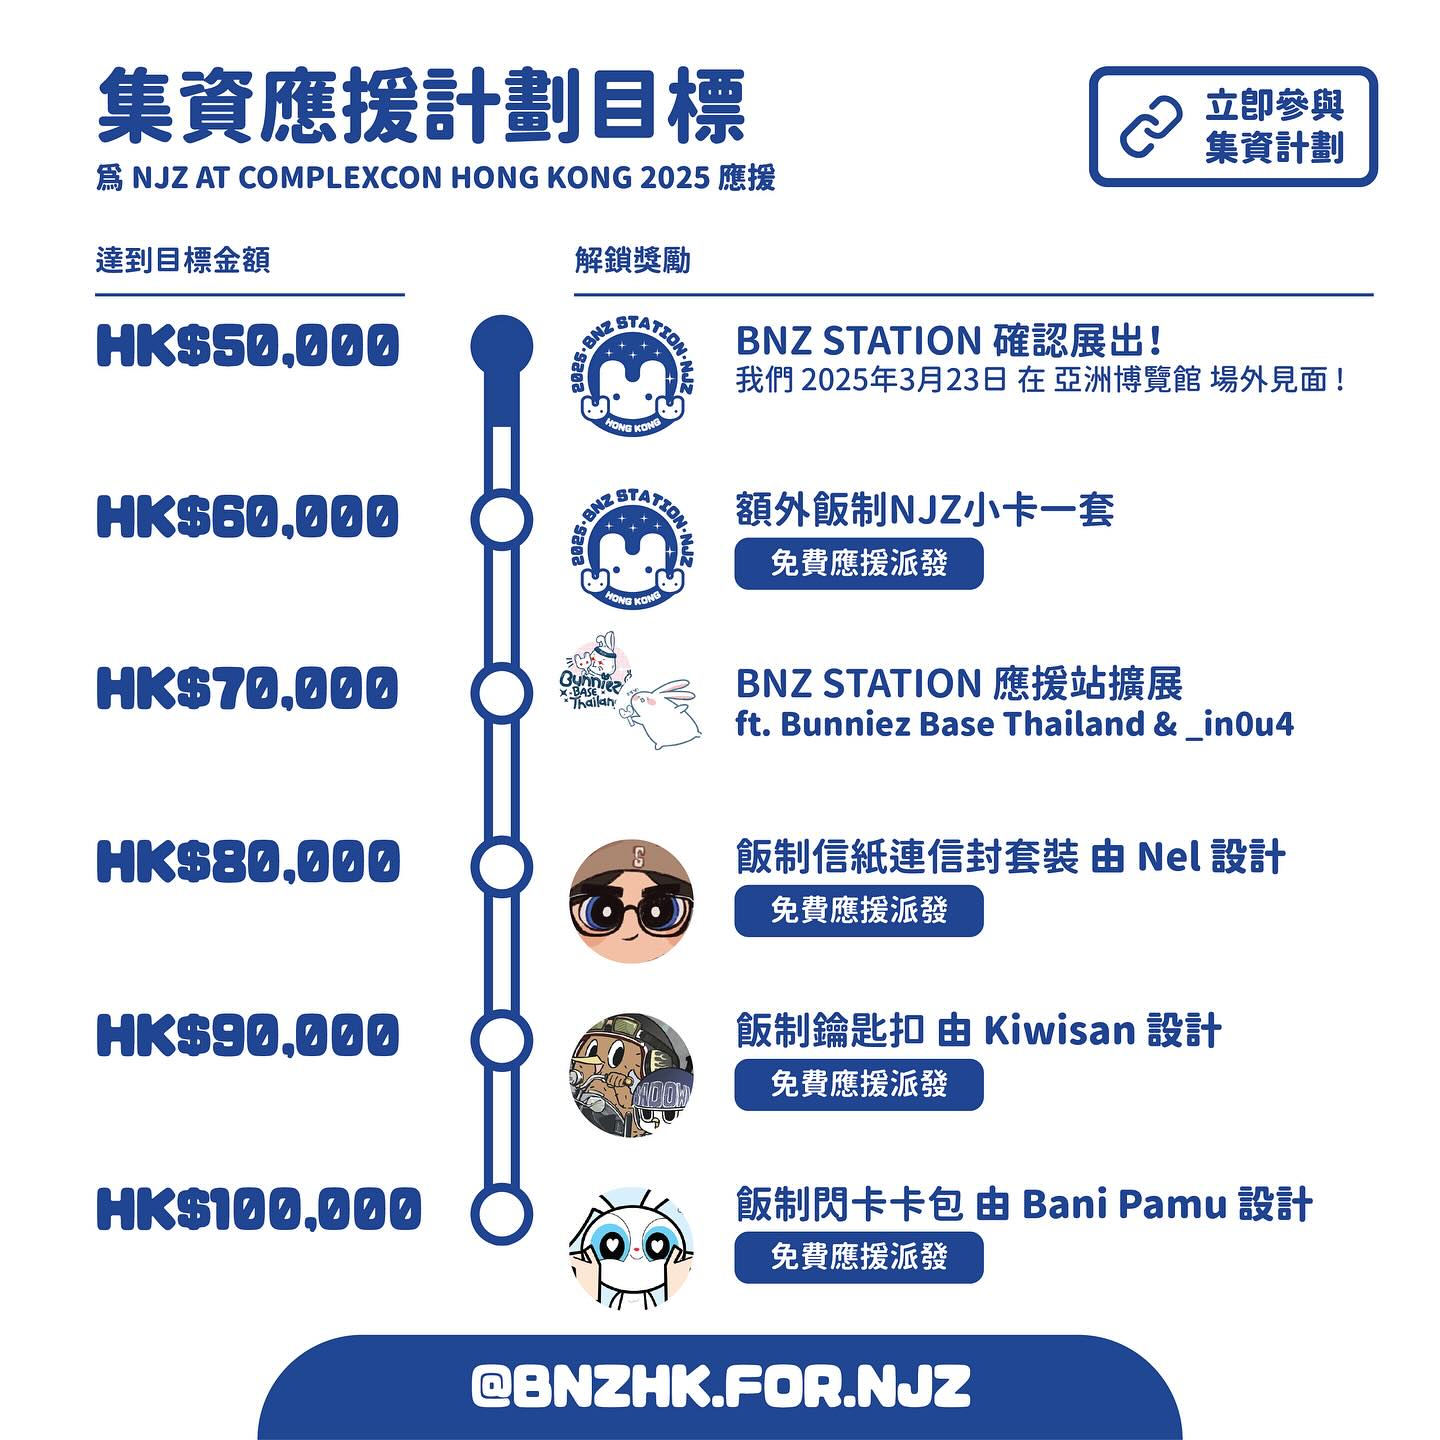 集資應援計劃目標
爲 NJZ AT COMPLEXCON HONG KONG 2025 應援
立即參與
集資計劃
達到目標金額
解鎖獎勵
HK$50,000
2025·BNZ STATION·NJZ
HONG KONG
BNZ STATION 確認展出！
我們 2025年3月23日 在 亞洲博覽館 場外見面！
HK$60,000
2025·BNZ STATION·NJZ
HONG KONG
額外飯制NJZ小卡一套
免費應援派發
HK$70,000
Bunniez
X·BASE
Thailand
BNZ STATION 應援站擴展
ft. Bunniez Base Thailand & _in0u4
HK$80,000
S
飯制信紙連信封套裝 由 Nel 設計
免費應援派發
HK$90,000
飯制鑰匙扣 由 Kiwisan 設計
免費應援派發
HK$100,000
飯制閃卡卡包 由 Bani Pamu 設計
免費應援派發
@BNZHK.FOR.NJZ